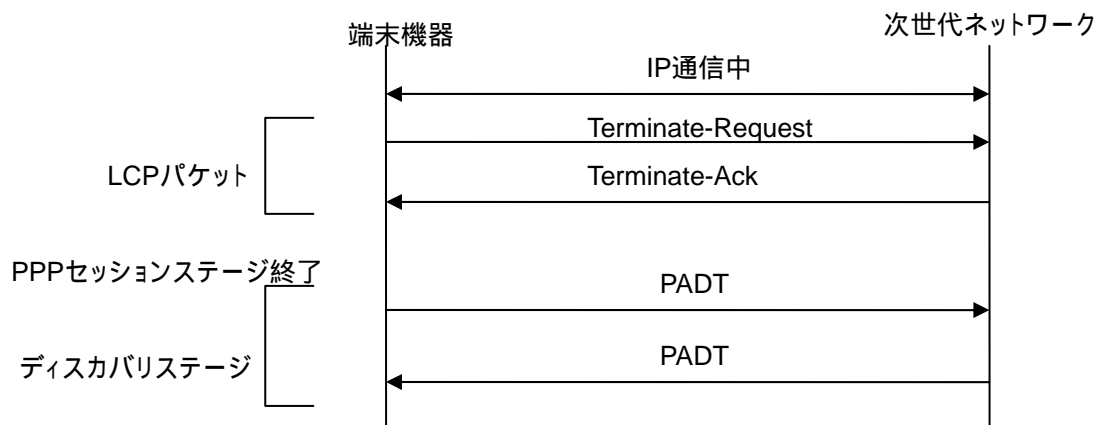 端末機器
次世代ネットワーク
IP通信中
Terminate-Request
LCPパケット
Terminate-Ack
PPPセッションステージ終了
PADT
ディスカバリステージ
PADT